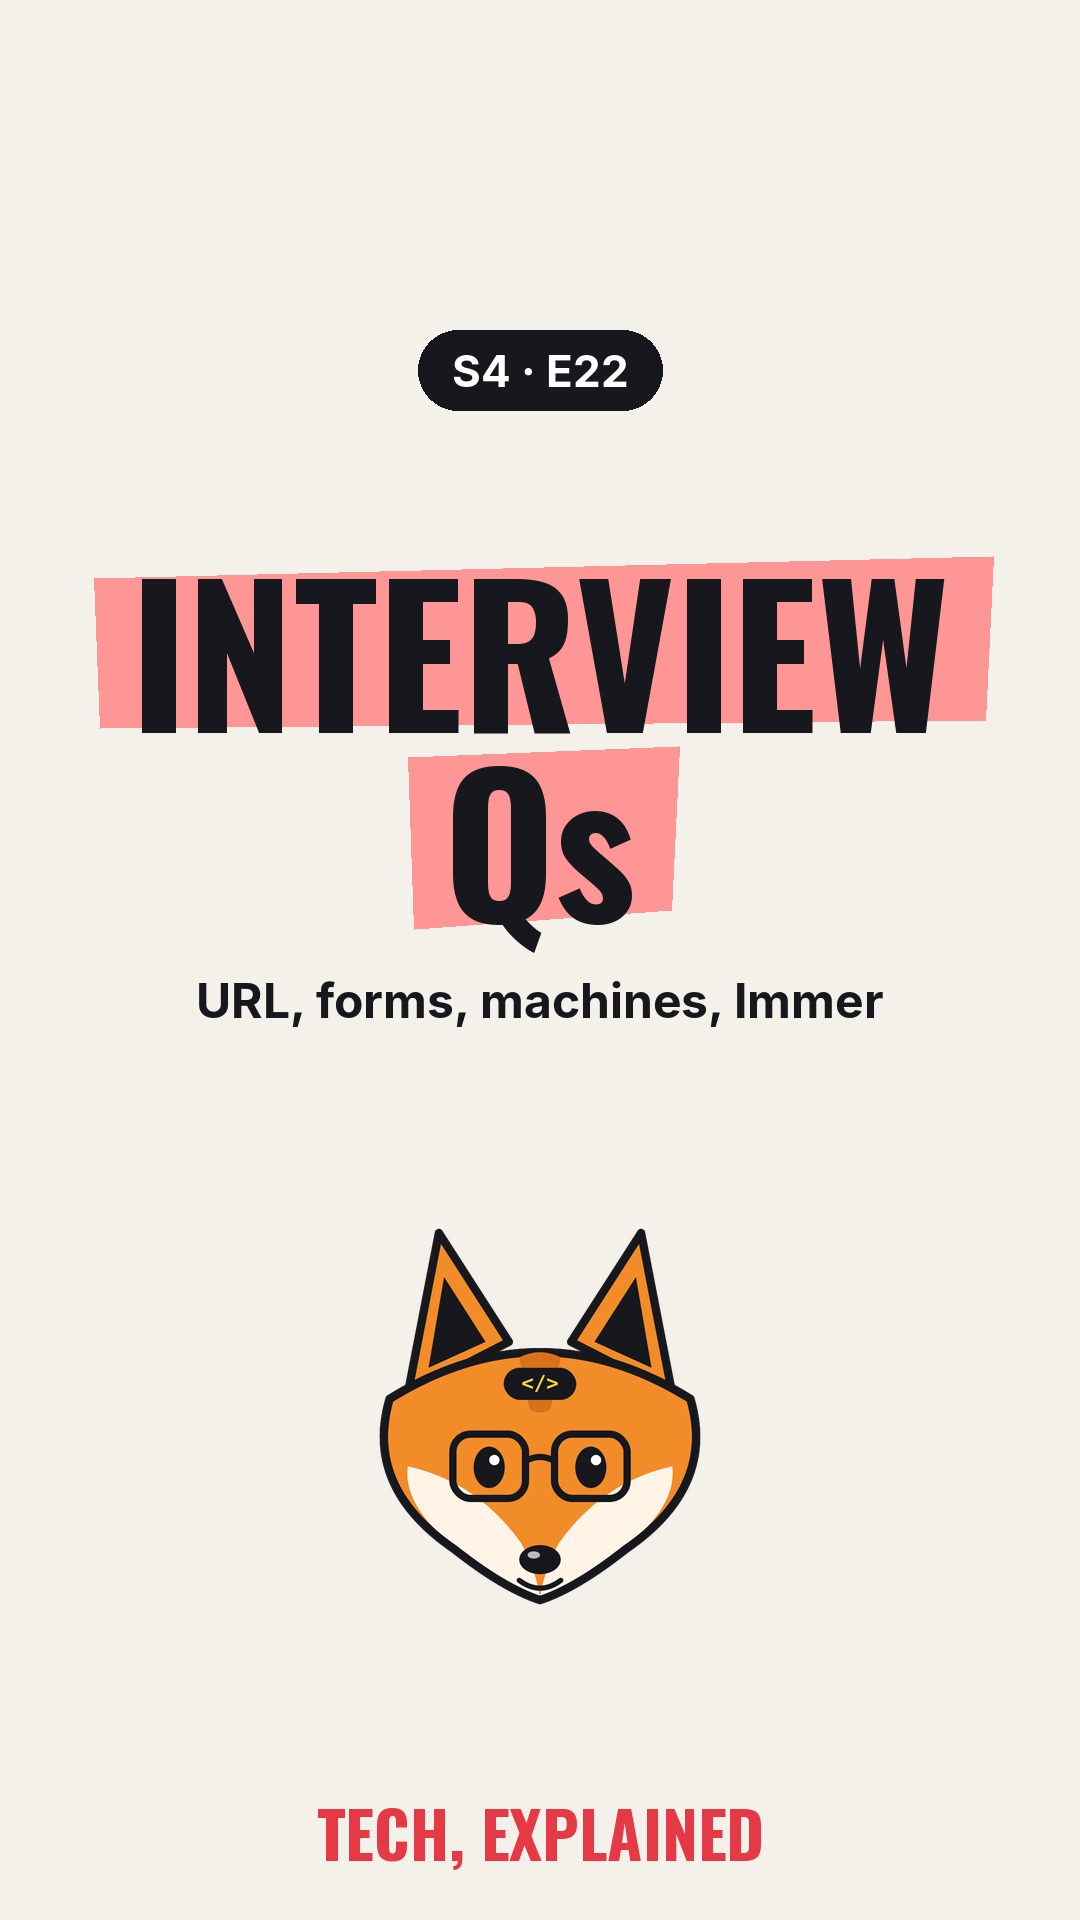 S4 · E22
INTERVIEW
Qs
URL, forms, machines, Immer
</>
TECH, EXPLAINED